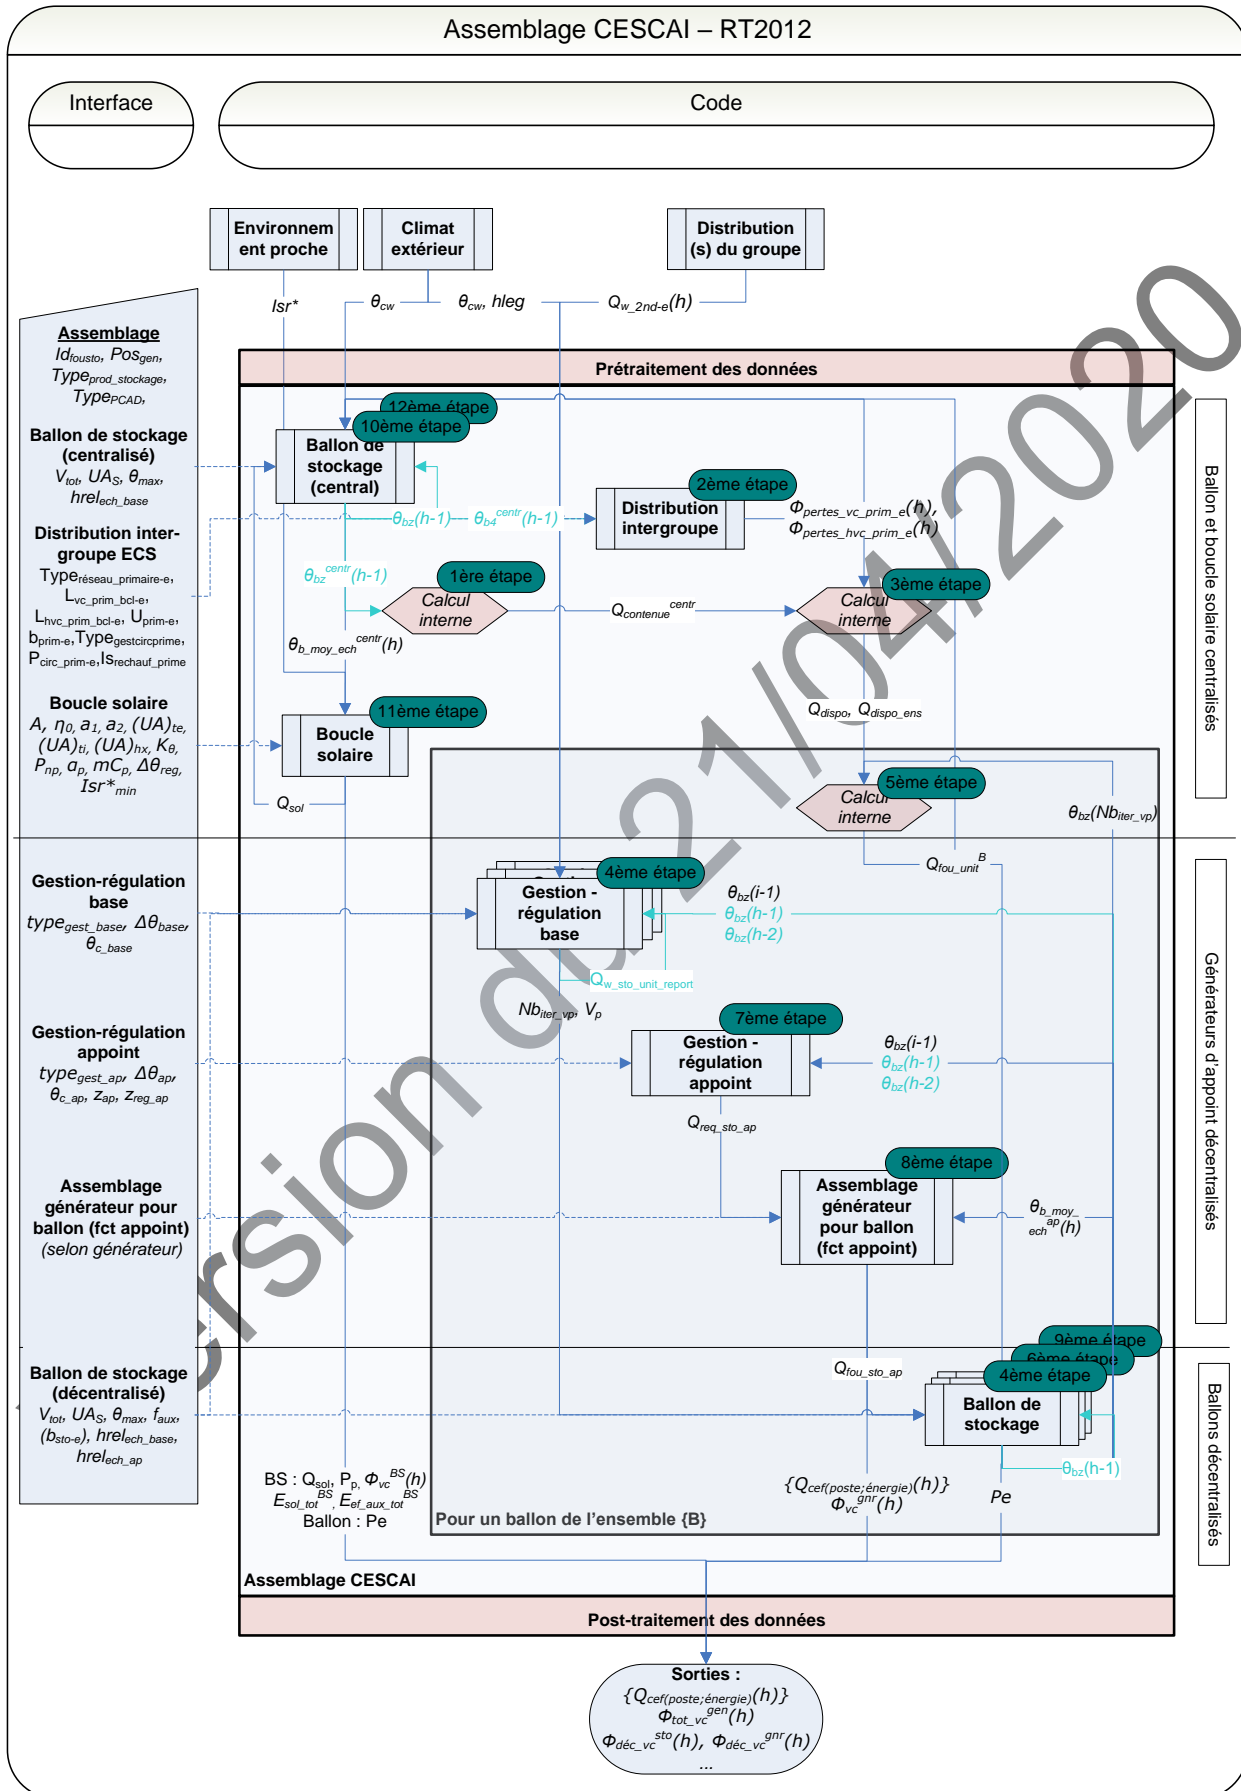 Assemblage CESCAI – RT2012
Interface
Code
Environnem
ent proche
Climat
extérieur
Distribution
(s) du groupe
Isr*
θcw
θcw, hleg
Qw_2nd-e(h)
Assemblage
Idfousto, Posgen,
Typeprod_stockage,
TypePCAD,
Ballon de stockage
(centralisé)
Vtot, UAS, θmax,
hrelech_base
Distribution inter-
groupe ECS
Typeréseau_primaire-e,
Lvc_prim_bcl-e,
Lhvc_prim_bcl-e, Uprim-e,
bprim-e,Typegestcircprime,
Pcirc_prim-e,Isrechauf_prime
Boucle solaire
A, η0, a1, a2, (UA)te,
(UA)ti, (UA)hx, Kθ,
Pnp, ap, mCp, Δθreg,
Isr*min
Gestion-régulation
base
typegest_base, Δθbase,
θc_base
Gestion-régulation
appoint
typegest_ap, Δθap,
θc_ap, zap, zreg_ap
Assemblage
générateur pour
ballon (fct appoint)
(selon générateur)
Ballon de stockage
(décentralisé)
Vtot, UAS, θmax, faux,
(bsto-e), hrelech_base,
hrelech_ap
Prétraitement des données
12ème étape
10ème étape
Ballon de
stockage
(central)
2ème étape
Distribution
intergroupe
Φpertes_vc_prim_e(h),
Φpertes_hvc_prim_e(h)
θbz(h-1)
θb4centr(h-1)
θbzcentr(h-1)
1ère étape
Calcul
interne
Qcontenuecentr
3ème étape
Calcul
interne
θb_moy_echcentr(h)
Qdispo, Qdispo_ens
11ème étape
Boucle
solaire
Qsol
5ème étape
Calcul
interne
θbz(Nbiter_vp)
Qfou_unitB
4ème étape
Gestion -
régulation
base
θbz(i-1)
θbz(h-1)
θbz(h-2)
Qw_sto_unit_report
Nbiter_vp, Vp
7ème étape
Gestion -
régulation
appoint
θbz(i-1)
θbz(h-1)
θbz(h-2)
Qreq_sto_ap
8ème étape
Assemblage
générateur
pour ballon
(fct appoint)
θb_moy_
echap(h)
Qfou_sto_ap
9ème étape
6ème étape
4ème étape
Ballon de
stockage
θbz(h-1)
BS : Qsol, Pp, ΦvcBS(h)
Esol_totBS, Eef_aux_totBS
Ballon : Pe
{Qcef(poste;énergie)(h)}
Φvcgnr(h)
Pe
Pour un ballon de l'ensemble {B}
Assemblage CESCAI
Post-traitement des données
Sorties :
{Qcef(poste;énergie)(h)}
Φtot_vcgen(h)
Φdéc_vcsto(h), Φdéc_vcgnr(h)
...
Ballon et boucle solaire centralisés
Générateurs d'appoint décentralisés
Ballons décentralisés
Version du 21/04/2020